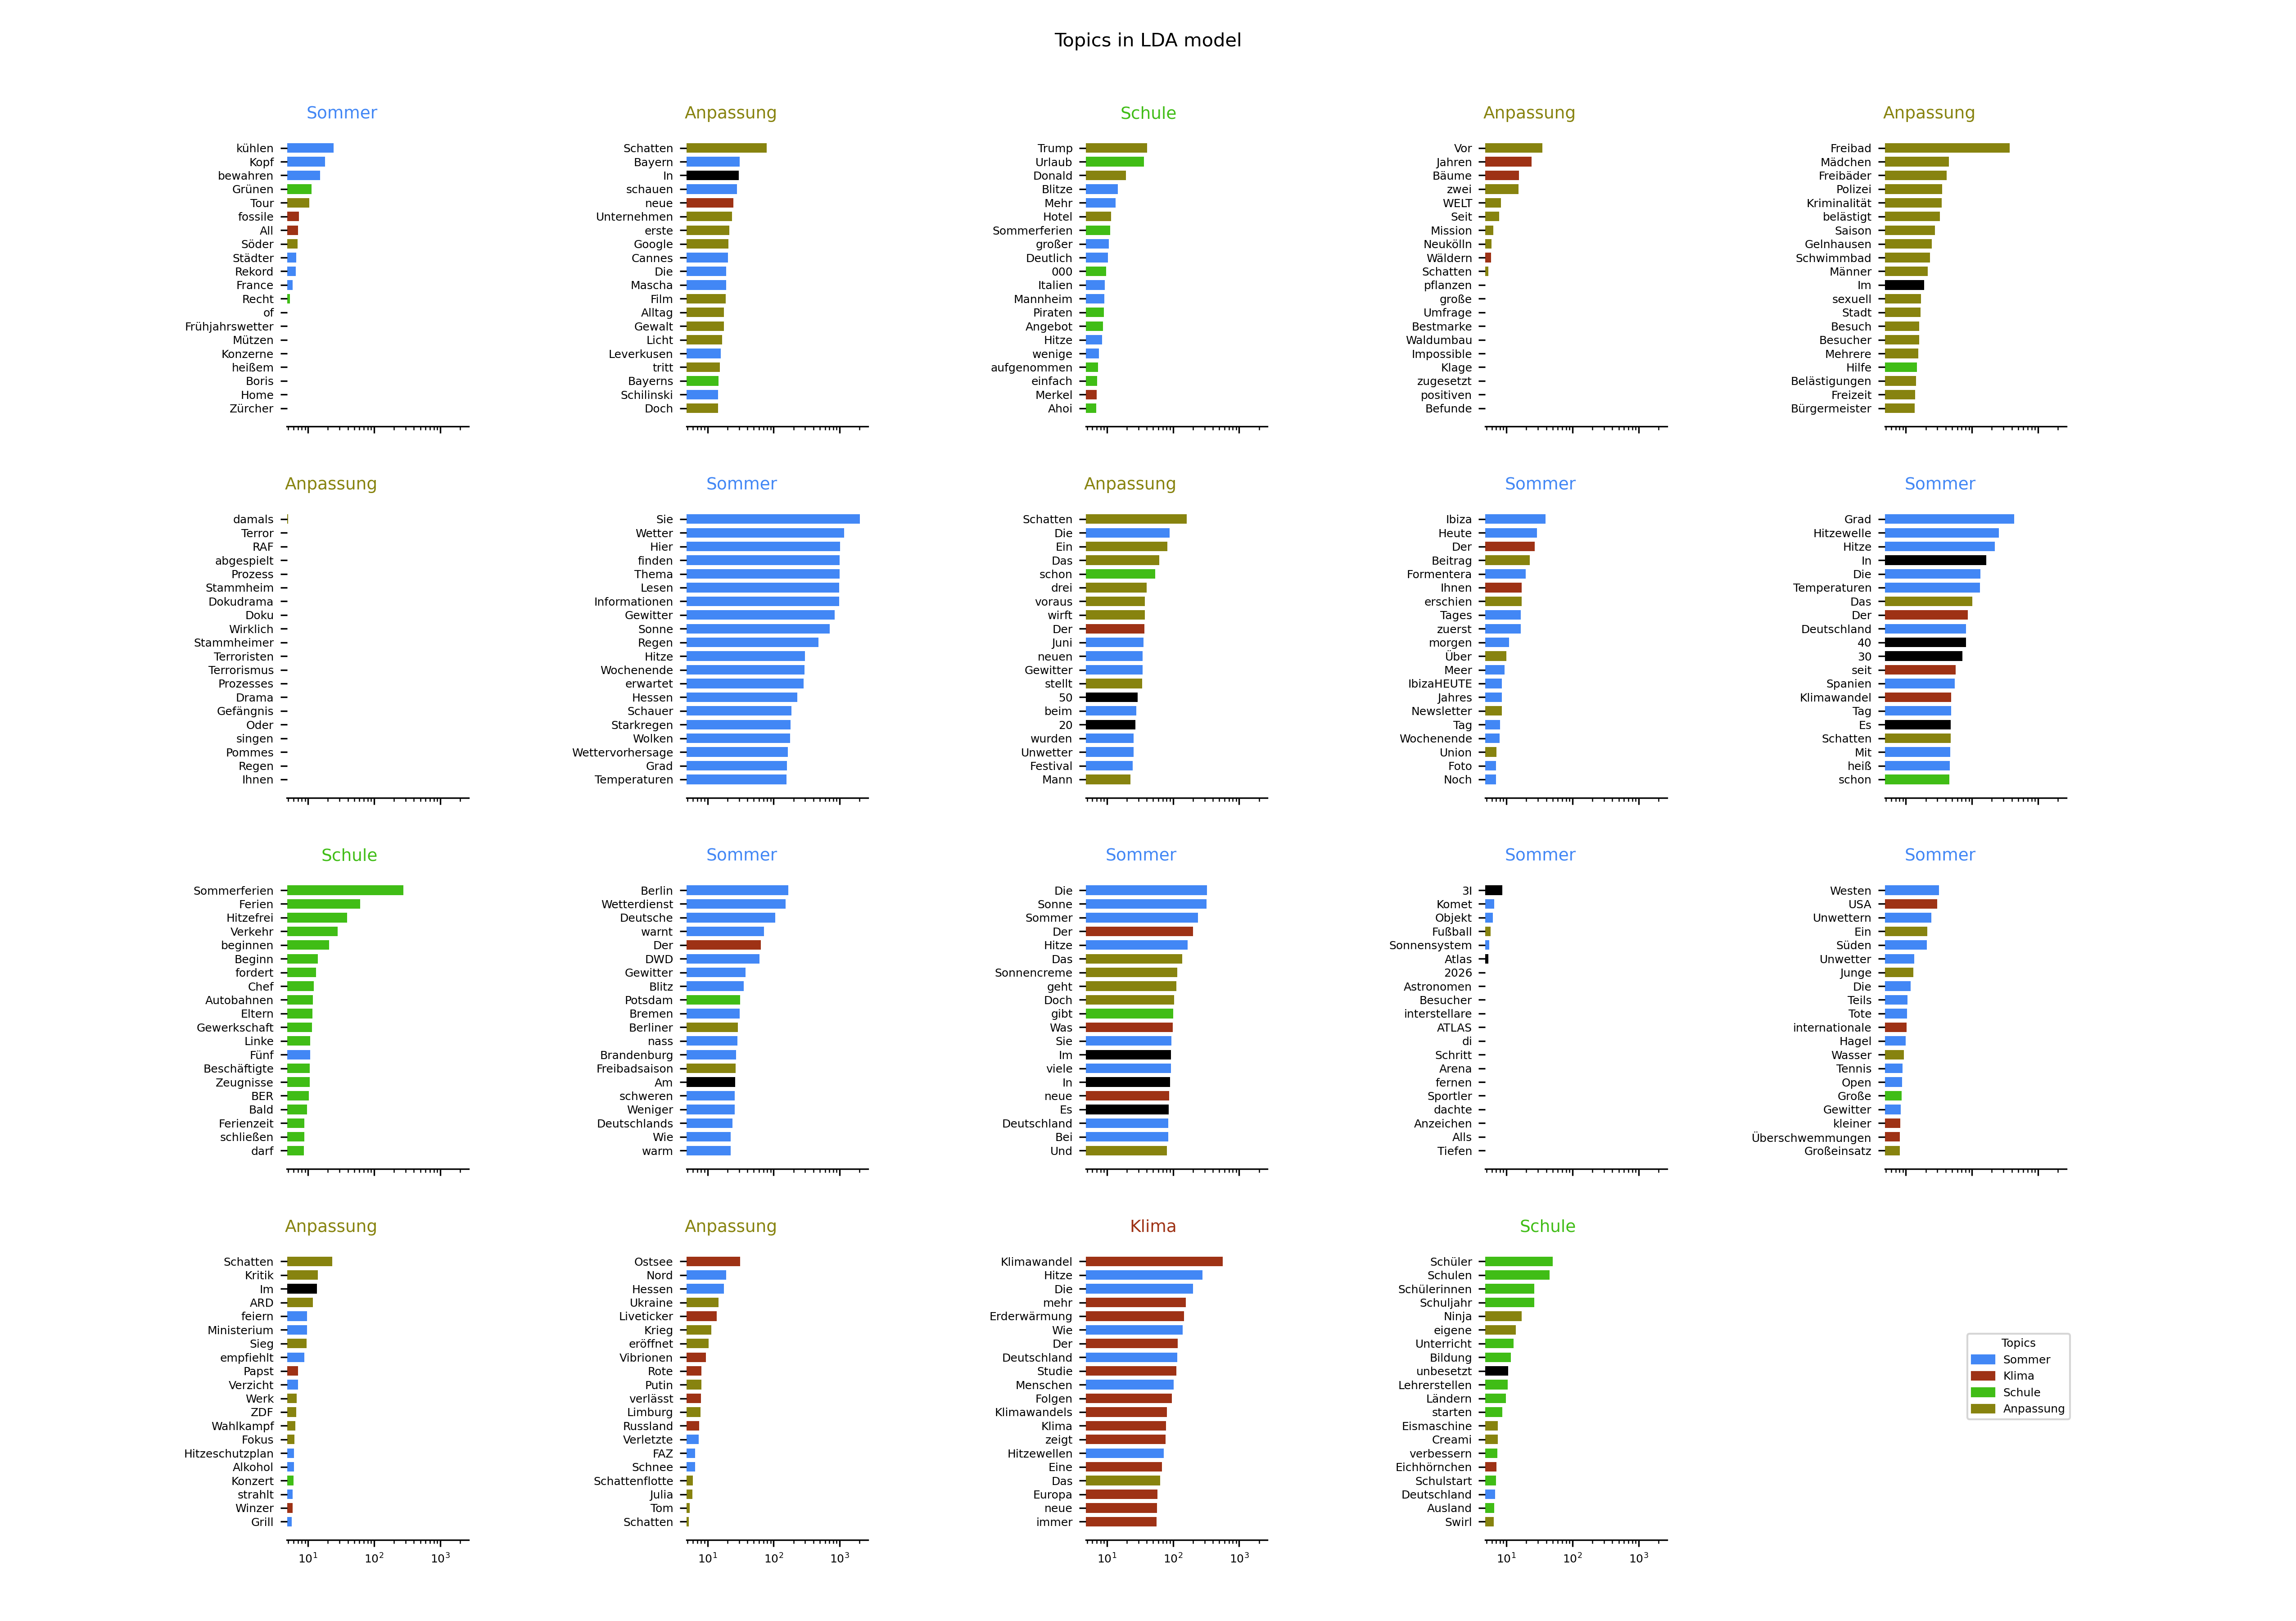 Topics in LDA model
Sommer
kühlen
Kopf
bewahren
Grünen
Tour
fossile
All
Söder
Städter
Rekord
France
Recht
of
Frühjahrswetter
Mützen
Konzerne
heißem
Boris
Home
Zürcher
Anpassung
Schatten
Bayern
In
schauen
neue
Unternehmen
erste
Google
Cannes
Die
Mascha
Film
Alltag
Gewalt
Licht
Leverkusen
tritt
Bayerns
Schilinski
Doch
Schule
Trump
Urlaub
Donald
Blitze
Mehr
Hotel
Sommerferien
großer
Deutlich
000
Italien
Mannheim
Piraten
Angebot
Hitze
wenige
aufgenommen
einfach
Merkel
Ahoi
Anpassung
Vor
Jahren
Bäume
zwei
WELT
Seit
Mission
Neukölln
Wäldern
Schatten
pflanzen
große
Umfrage
Bestmarke
Waldumbau
Impossible
Klage
zugesetzt
positiven
Befunde
Anpassung
Freibad
Mädchen
Freibäder
Polizei
Kriminalität
belästigt
Saison
Gelnhausen
Schwimmbad
Männer
Im
sexuell
Stadt
Besuch
Besucher
Mehrere
Hilfe
Belästigungen
Freizeit
Bürgermeister
Anpassung
damals
Terror
RAF
abgespielt
Prozess
Stammheim
Dokudrama
Doku
Wirklich
Stammheimer
Terroristen
Terrorismus
Prozesses
Drama
Gefängnis
Oder
singen
Pommes
Regen
Ihnen
Sommer
Sie
Wetter
Hier
finden
Thema
Lesen
Informationen
Gewitter
Sonne
Regen
Hitze
Wochenende
erwartet
Hessen
Schauer
Starkregen
Wolken
Wettervorhersage
Grad
Temperaturen
Anpassung
Schatten
Die
Ein
Das
schon
drei
voraus
wirft
Der
Juni
neuen
Gewitter
stellt
50
beim
20
wurden
Unwetter
Festival
Mann
Sommer
Ibiza
Heute
Der
Beitrag
Formentera
Ihnen
erschien
Tages
zuerst
morgen
Über
Meer
IbizaHEUTE
Jahres
Newsletter
Tag
Wochenende
Union
Foto
Noch
Sommer
Grad
Hitzewelle
Hitze
In
Die
Temperaturen
Das
Der
Deutschland
40
30
seit
Spanien
Klimawandel
Tag
Es
Schatten
Mit
heiß
schon
Schule
Sommerferien
Ferien
Hitzefrei
Verkehr
beginnen
Beginn
fordert
Chef
Autobahnen
Eltern
Gewerkschaft
Linke
Fünf
Beschäftigte
Zeugnisse
BER
Bald
Ferienzeit
schließen
darf
Sommer
Berlin
Wetterdienst
Deutsche
warnt
Der
DWD
Gewitter
Blitz
Potsdam
Bremen
Berliner
nass
Brandenburg
Freibadsaison
Am
schweren
Weniger
Deutschlands
Wie
warm
Sommer
Die
Sonne
Sommer
Der
Hitze
Das
Sonnencreme
geht
Doch
gibt
Was
Sie
Im
viele
In
neue
Es
Deutschland
Bei
Und
Sommer
3I
Komet
Objekt
Fußball
Sonnensystem
Atlas
2026
Astronomen
Besucher
interstellare
ATLAS
di
Schritt
Arena
fernen
Sportler
dachte
Anzeichen
Alls
Tiefen
Sommer
Westen
USA
Unwettern
Ein
Süden
Unwetter
Junge
Die
Teils
Tote
internationale
Hagel
Wasser
Tennis
Open
Große
Gewitter
kleiner
Überschwemmungen
Großeinsatz
Anpassung
Schatten
Kritik
Im
ARD
feiern
Ministerium
Sieg
empfiehlt
Papst
Verzicht
Werk
ZDF
Wahlkampf
Fokus
Hitzeschutzplan
Alkohol
Konzert
strahlt
Winzer
Grill
10¹ 10² 10³
Anpassung
Ostsee
Nord
Hessen
Ukraine
Liveticker
Krieg
eröffnet
Vibrionen
Rote
Putin
verlässt
Limburg
Russland
Verletzte
FAZ
Schnee
Schattenflotte
Julia
Tom
Schatten
10¹ 10² 10³
Klima
Klimawandel
Hitze
Die
mehr
Erderwärmung
Wie
Der
Deutschland
Studie
Menschen
Folgen
Klimawandels
Klima
zeigt
Hitzewellen
Eine
Das
Europa
neue
immer
10¹ 10² 10³
Schule
Schüler
Schulen
Schülerinnen
Schuljahr
Ninja
eigene
Unterricht
Bildung
unbesetzt
Lehrerstellen
Ländern
starten
Eismaschine
Creami
verbessern
Eichhörnchen
Schulstart
Deutschland
Ausland
Swirl
10¹ 10² 10³
Topics
Sommer
Klima
Schule
Anpassung